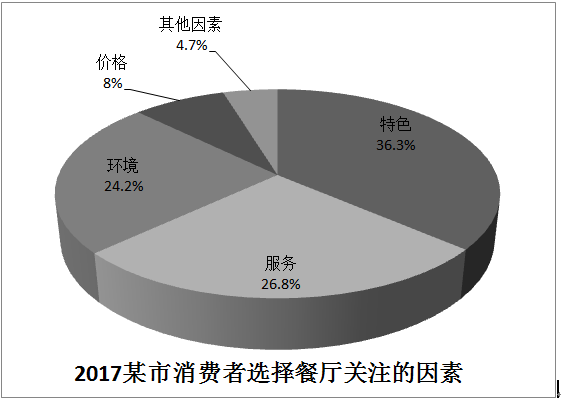 其他因素
4.7%
价格
8%
特色
36.3%
环境
24.2%
服务
26.8%
2017某市消费者选择餐厅关注的因素